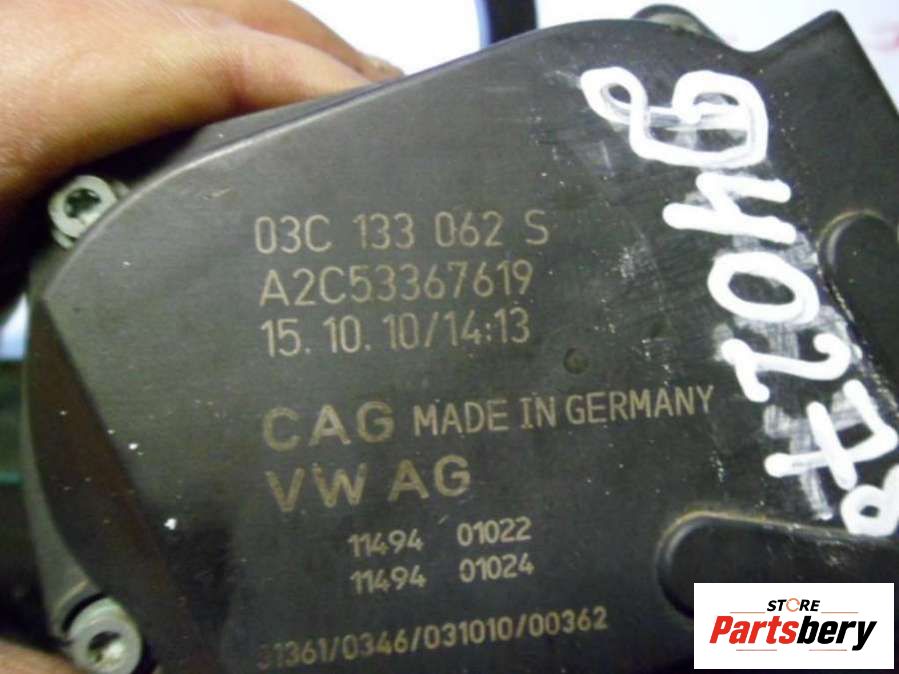 03C 133 062 S
A2C53367619
15.10.10/14:13
CAG MADE IN GERMANY
VW AG
11494 01022
11494 01024
31361/0346/031010/00362
STORE
Partsbery